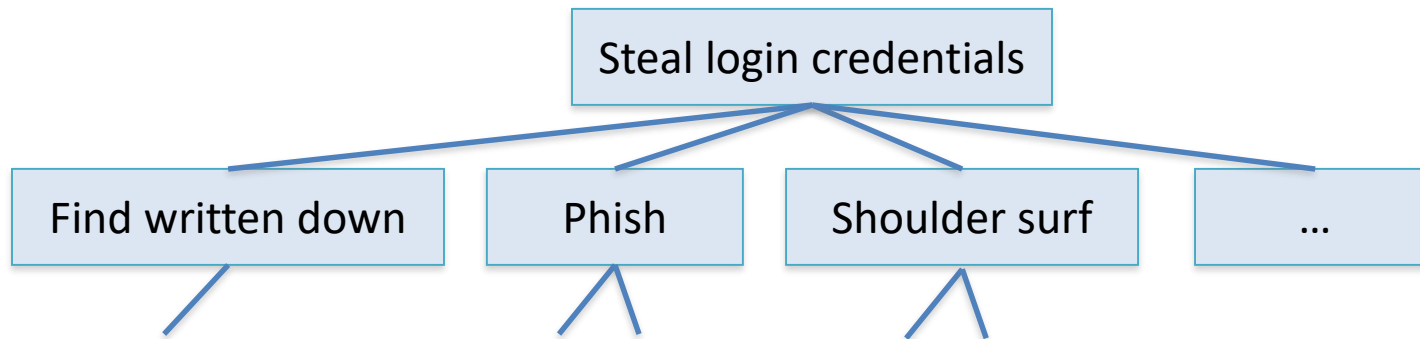 Steal login credentials
Find written down
Phish
Shoulder surf
…